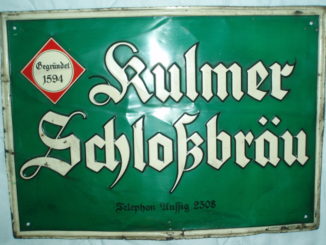 Gegründet
1594
Kulmer
Schloßbräu
Telephon Aussig 2508